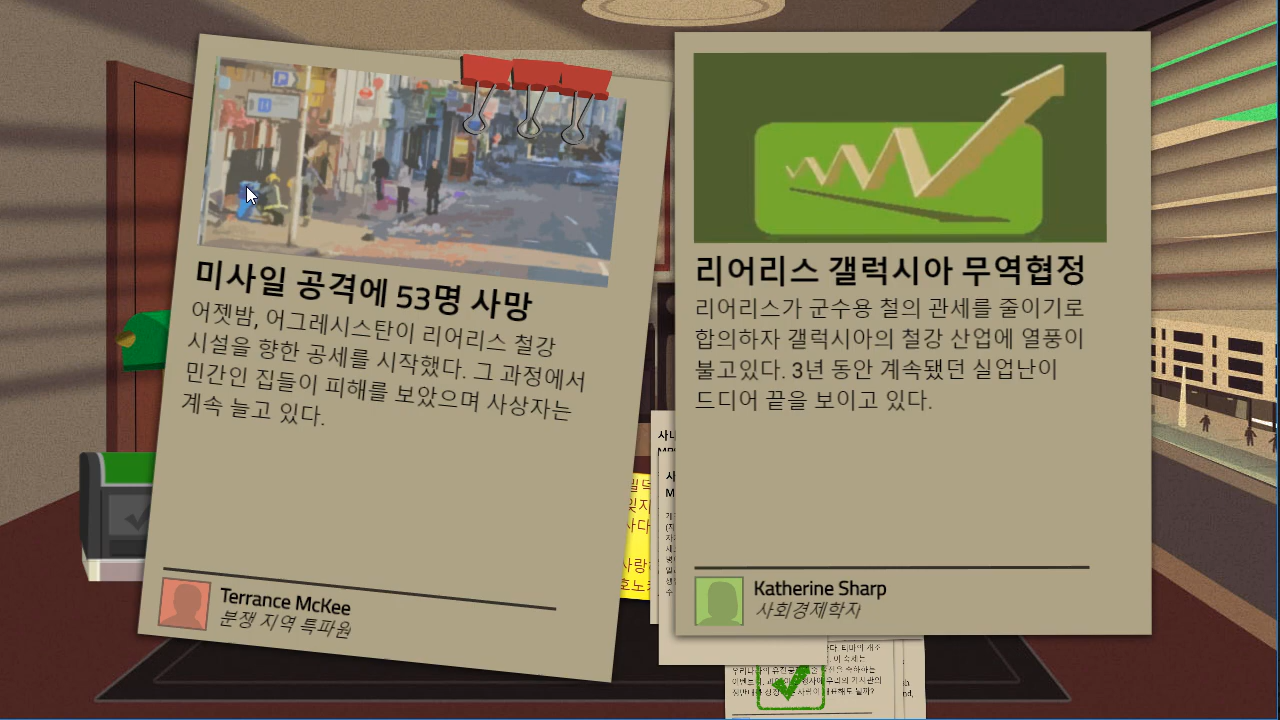 미사일 공격에 53명 사망
어젯밤, 어그레시스탄이 리어리스 철강
시설을 향한 공세를 시작했다. 그 과정에서
민간인 집들이 피해를 보았으며 사상자는
계속 늘고 있다.
Terrance McKee
분쟁 지역 특파원
리어리스 갤럭시아 무역협정
리어리스가 군수용 철의 관세를 줄이기로
합의하자 갤럭시아의 철강 산업에 열풍이
불고있다. 3년 동안 계속됐던 실업난이
드디어 끝을 보이고 있다.
Katherine Sharp
사회경제학자